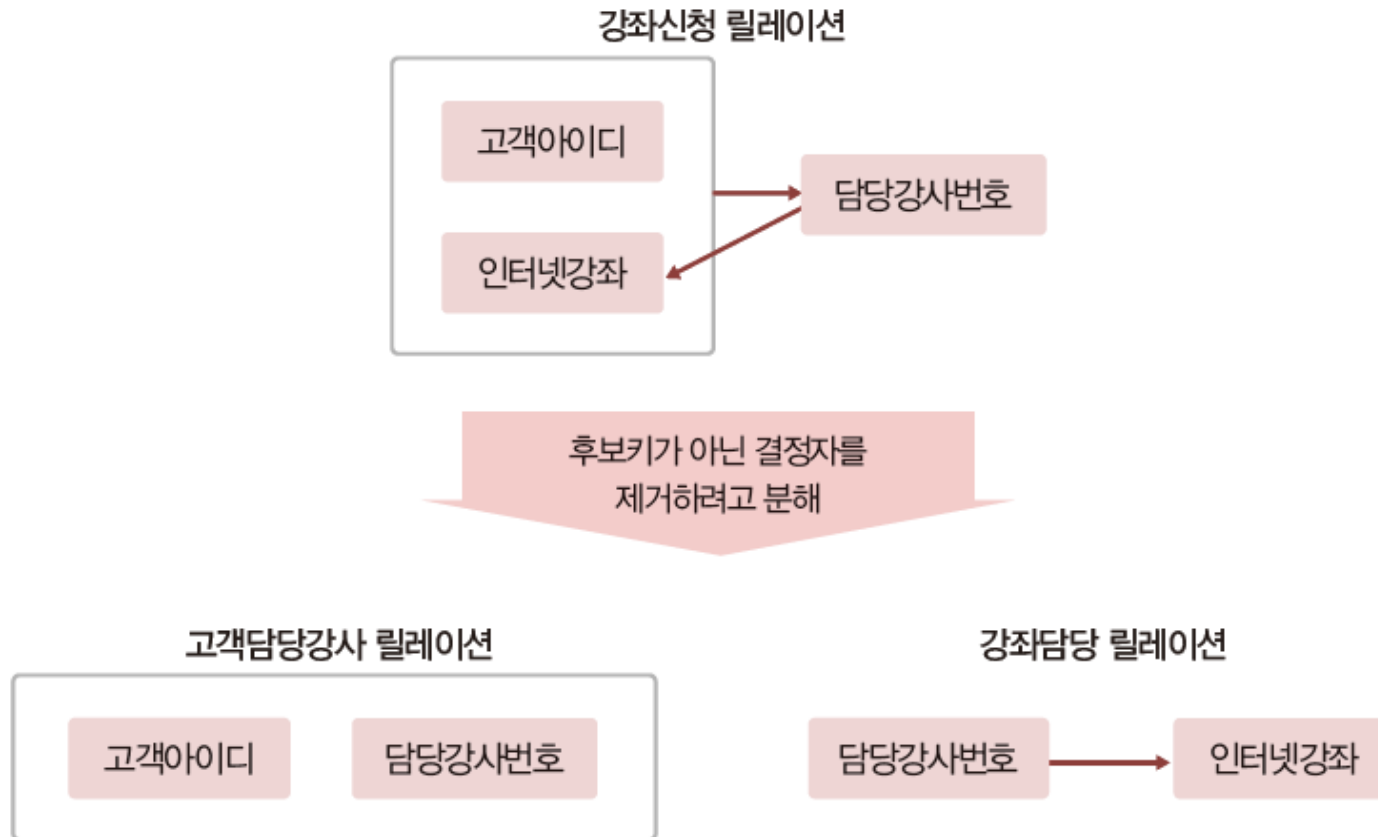 강좌신청 릴레이션
고객아이디
담당강사번호
인터넷강좌
후보키가 아닌 결정자를
제거하려고 분해
고객담당강사 릴레이션
강좌담당 릴레이션
고객아이디
담당강사번호
담당강사번호
인터넷강좌